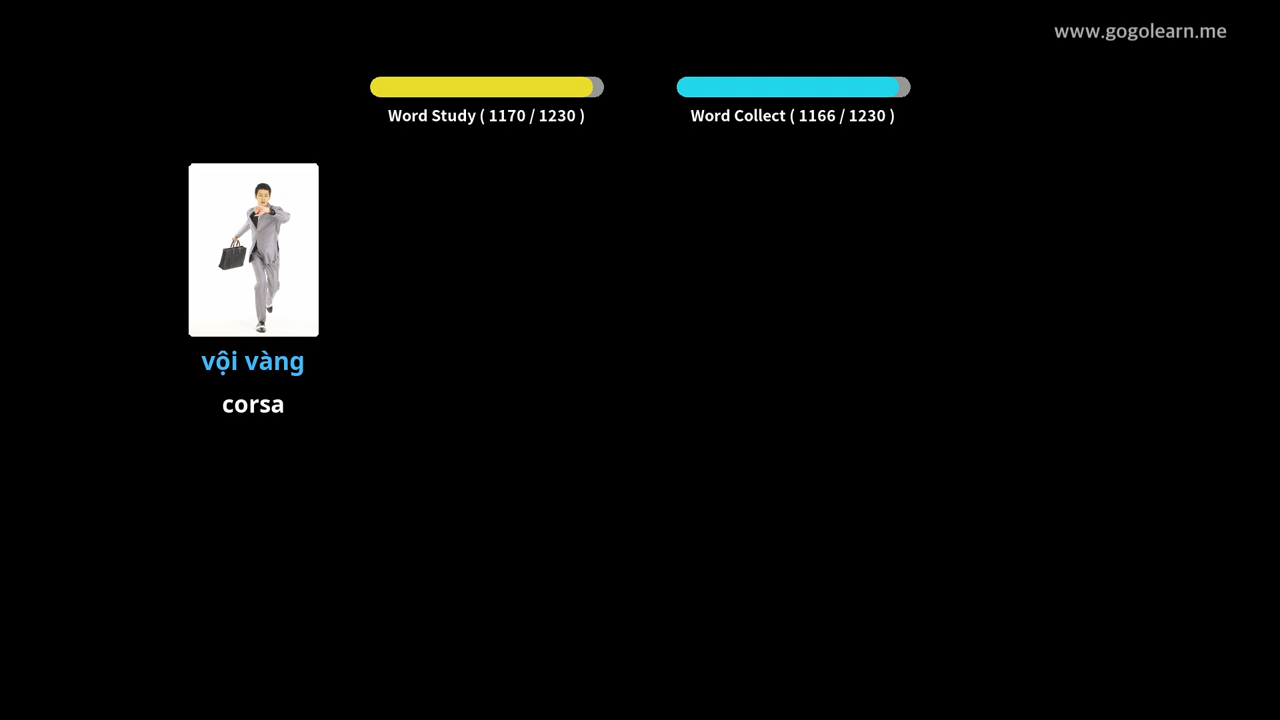 www.gogolearn.me
Word Study ( 1170 / 1230 )
Word Collect ( 1166 / 1230 )
vội vàng
corsa